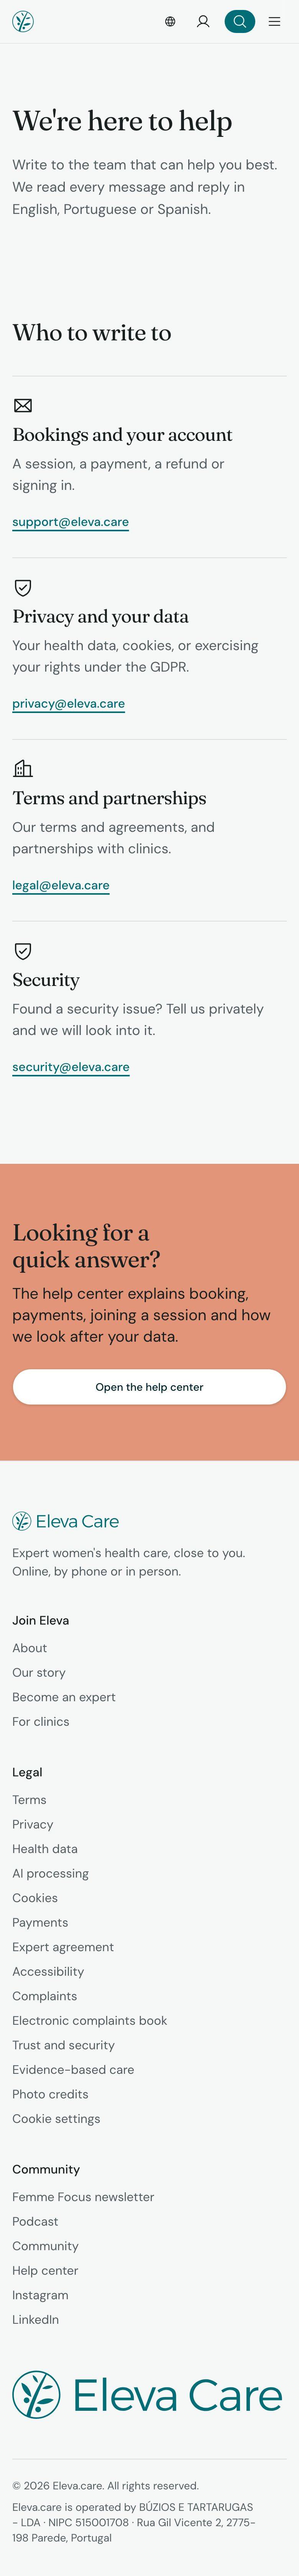 We're here to help
Write to the team that can help you best.
We read every message and reply in
English, Portuguese or Spanish.
Who to write to
Bookings and your account
A session, a payment, a refund or
signing in.
support@eleva.care
Privacy and your data
Your health data, cookies, or exercising
your rights under the GDPR.
privacy@eleva.care
Terms and partnerships
Our terms and agreements, and
partnerships with clinics.
legal@eleva.care
Security
Found a security issue? Tell us privately
and we will look into it.
security@eleva.care
Looking for a
quick answer?
The help center explains booking,
payments, joining a session and how
we look after your data.
Open the help center
Eleva Care
Expert women's health care, close to you.
Online, by phone or in person.
Join Eleva
About
Our story
Become an expert
For clinics
Legal
Terms
Privacy
Health data
AI processing
Cookies
Payments
Expert agreement
Accessibility
Complaints
Electronic complaints book
Trust and security
Evidence-based care
Photo credits
Cookie settings
Community
Femme Focus newsletter
Podcast
Community
Help center
Instagram
LinkedIn
Eleva Care
© 2026 Eleva.care. All rights reserved.
Eleva.care is operated by BÚZIOS E TARTARUGAS
- LDA · NIPC 515001708 · Rua Gil Vicente 2, 2775-
198 Parede, Portugal